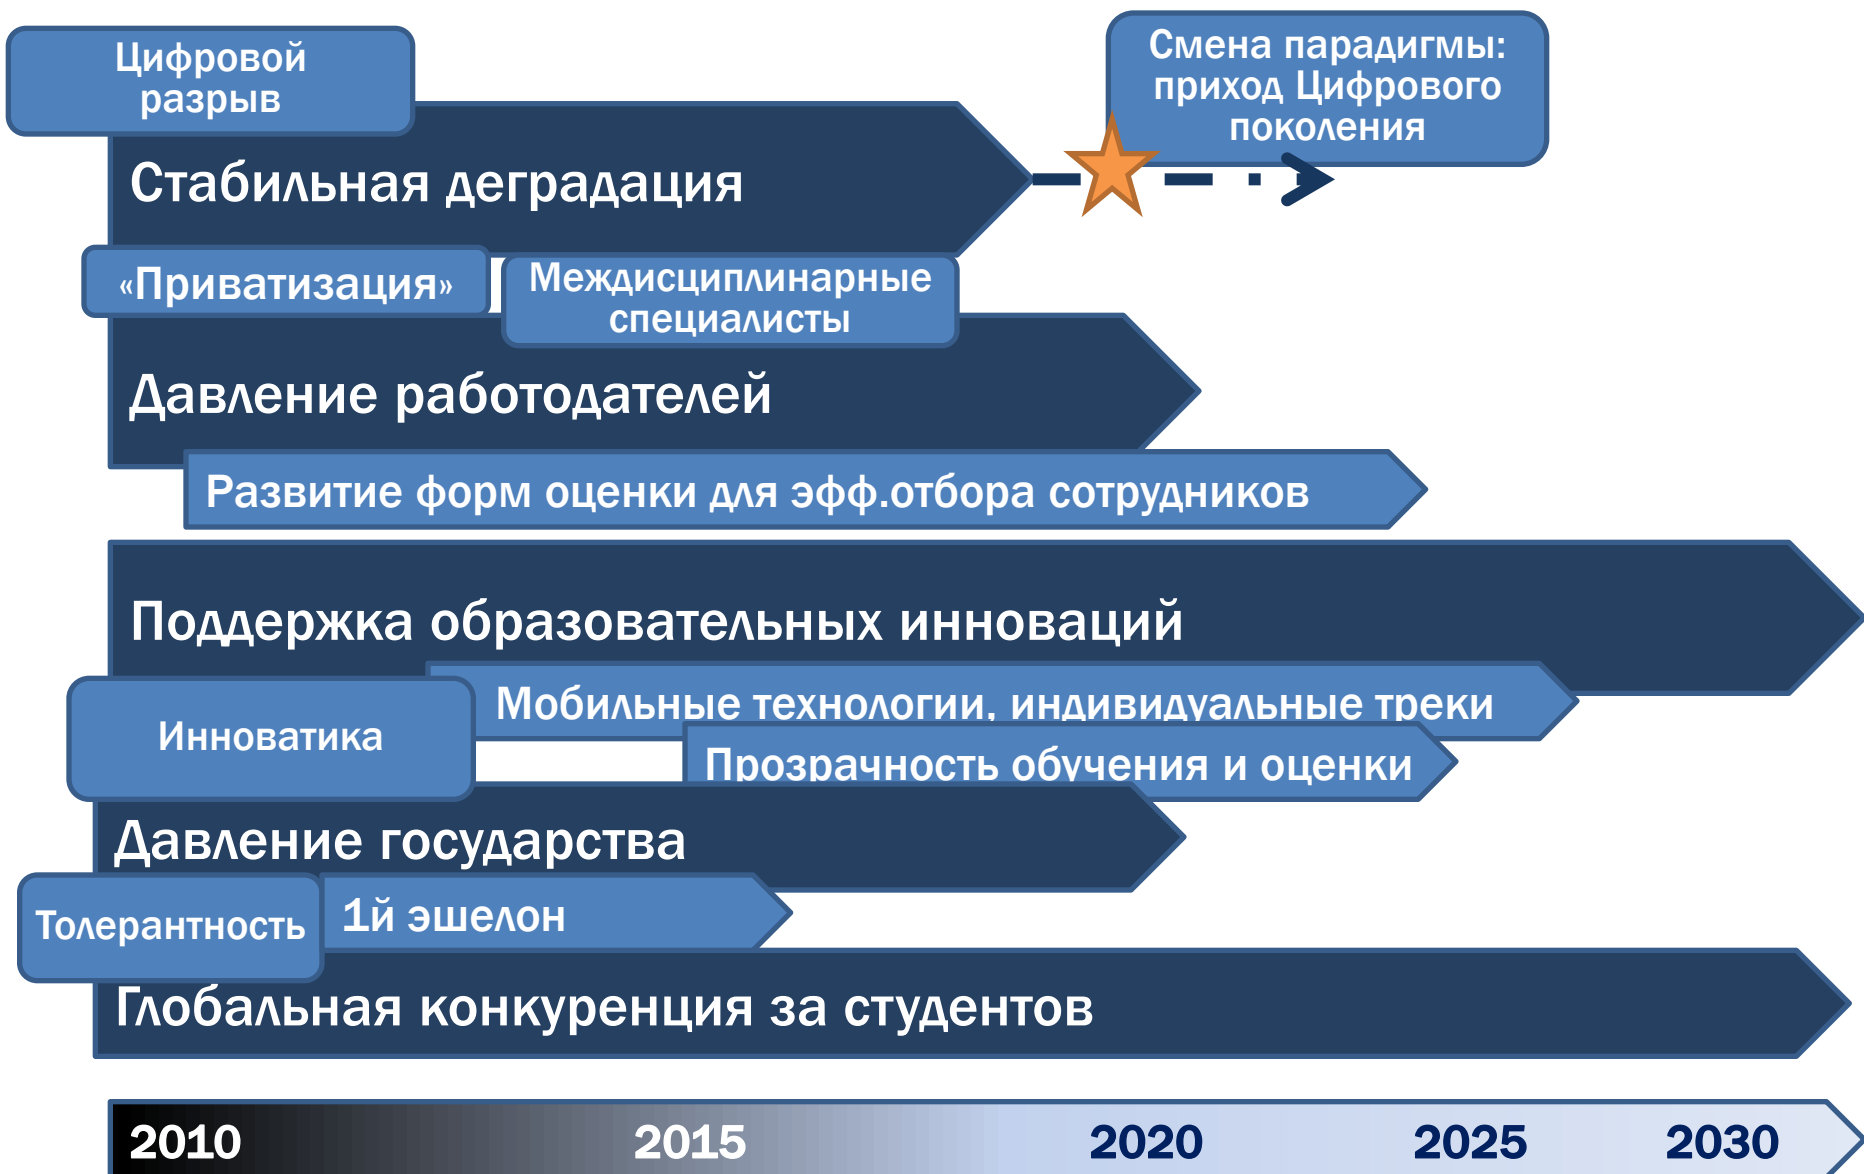 Цифровой
разрыв
Смена парадигмы:
приход Цифрового
поколения
Стабильная деградация
«Приватизация»
Междисциплинарные
специалисты
Давление работодателей
Развитие форм оценки для эфф.отбора сотрудников
Поддержка образовательных инноваций
Мобильные технологии, индивидуальные треки
Инноватика
Прозрачность обучения и оценки
Давление государства
Толерантность
1й эшелон
Глобальная конкуренция за студентов
2010 2015 2020 2025 2030